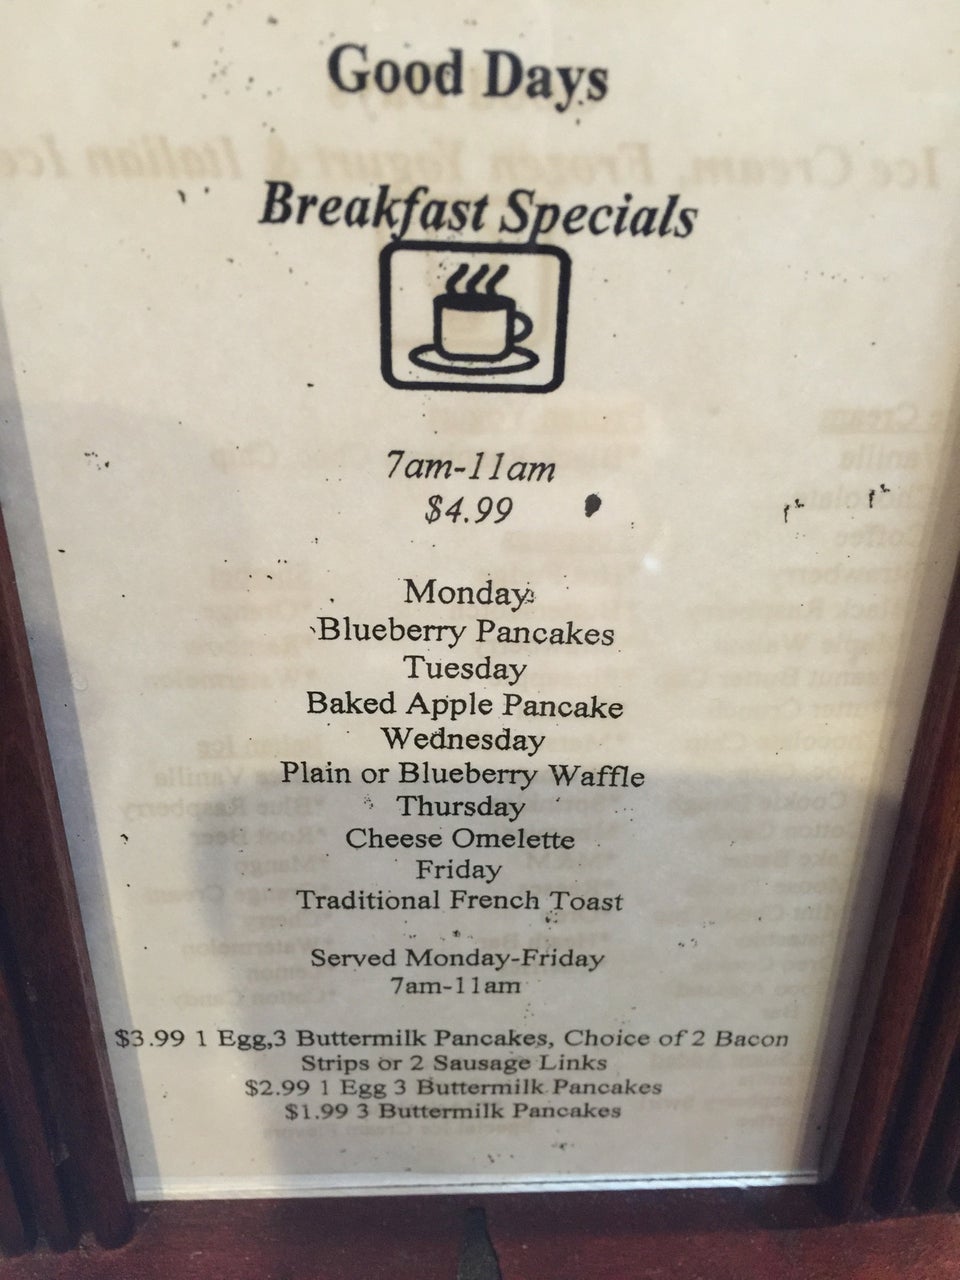 Good Days
Breakfast Specials
7am-11am
$4.99
Monday
Blueberry Pancakes
Tuesday
Baked Apple Pancake
Wednesday
Plain or Blueberry Waffle
Thursday
Cheese Omelette
Friday
Traditional French Toast
Served Monday-Friday
7am-11am
$3.99 1 Egg,3 Buttermilk Pancakes, Choice of 2 Bacon
Strips or 2 Sausage Links
$2.99 1 Egg 3 Buttermilk Pancakes
$1.99 3 Buttermilk Pancakes